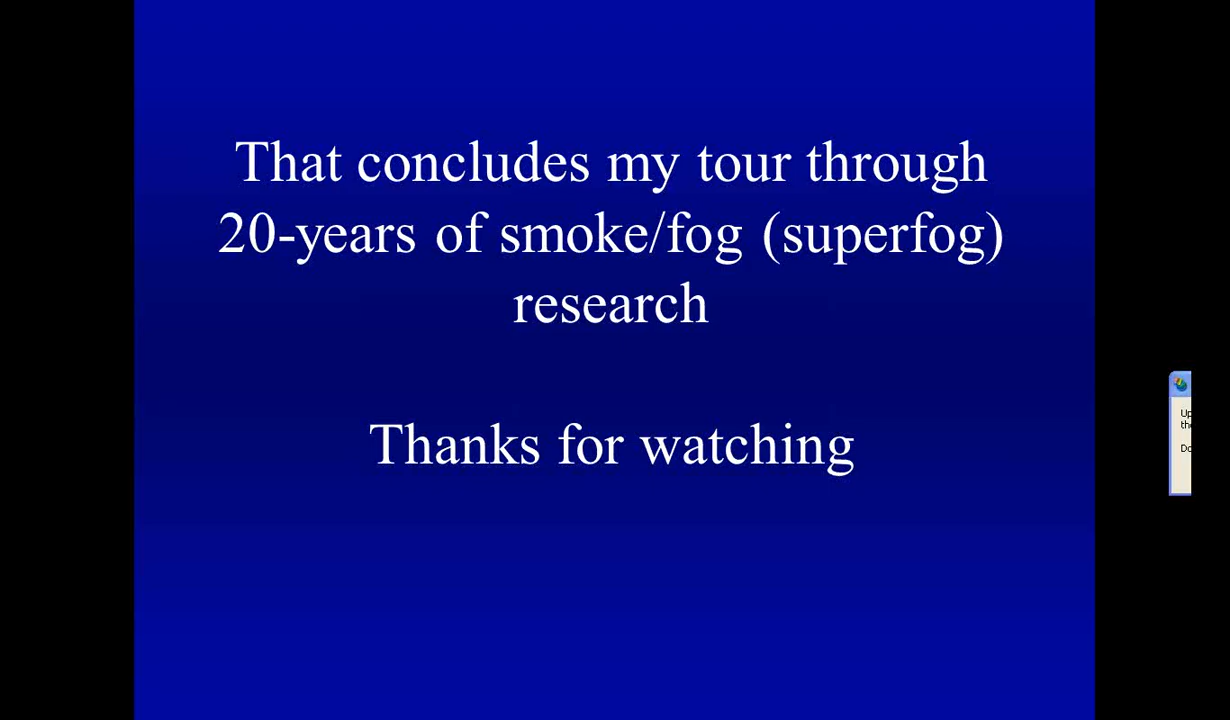 That concludes my tour through
20-years of smoke/fog (superfog)
research
Thanks for watching